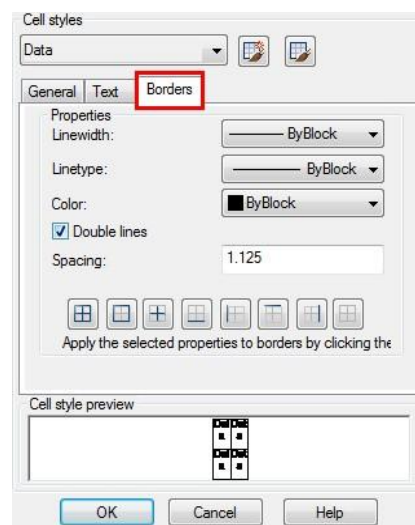 Cell styles
Data
General Text Borders
Properties
Linewidth: ByBlock
Linetype: ByBlock
Color: ByBlock
Double lines
Spacing: 1.125
Apply the selected properties to borders by clicking the
Cell style preview
OK Cancel Help